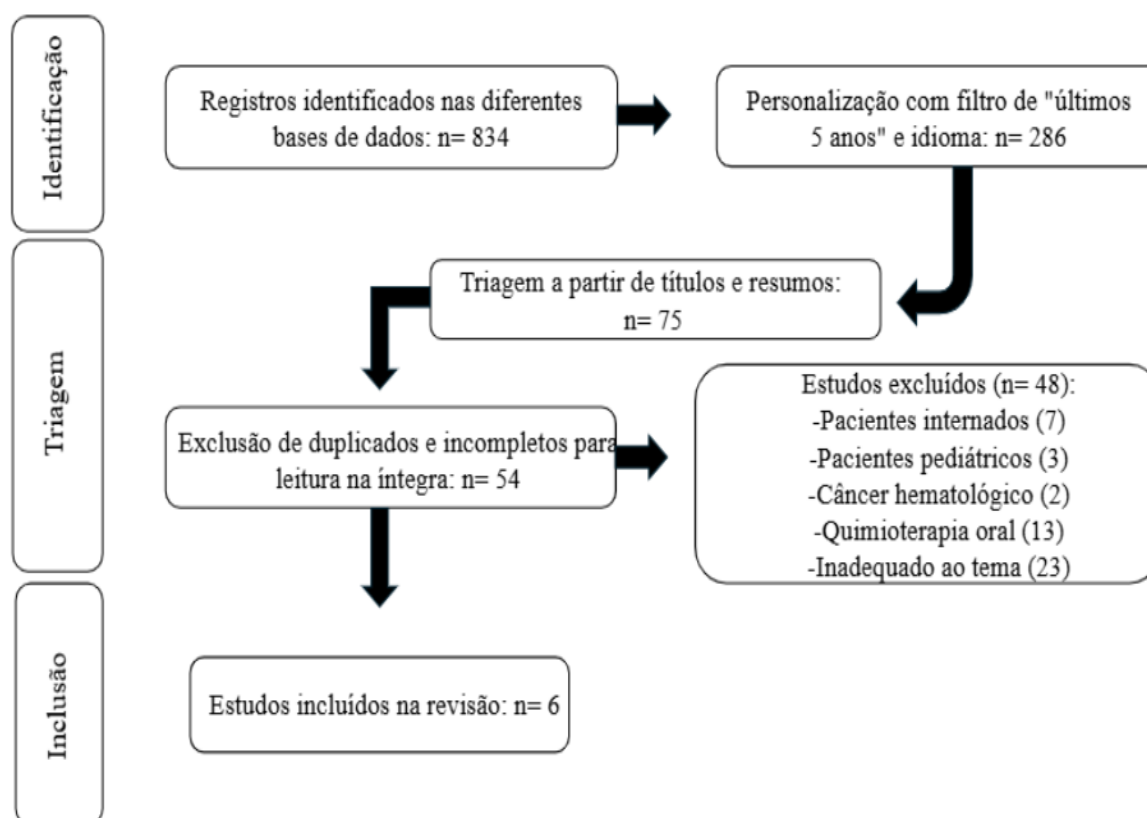 Identificação
Registros identificados nas diferentes
bases de dados: n= 834
Personalização com filtro de "últimos
5 anos" e idioma: n= 286
Triagem
Triagem a partir de títulos e resumos:
n= 75
Exclusão de duplicados e incompletos para
leitura na íntegra: n= 54
Estudos excluídos (n= 48):
-Pacientes internados (7)
-Pacientes pediátricos (3)
-Câncer hematológico (2)
-Quimioterapia oral (13)
-Inadequado ao tema (23)
Inclusão
Estudos incluídos na revisão: n= 6